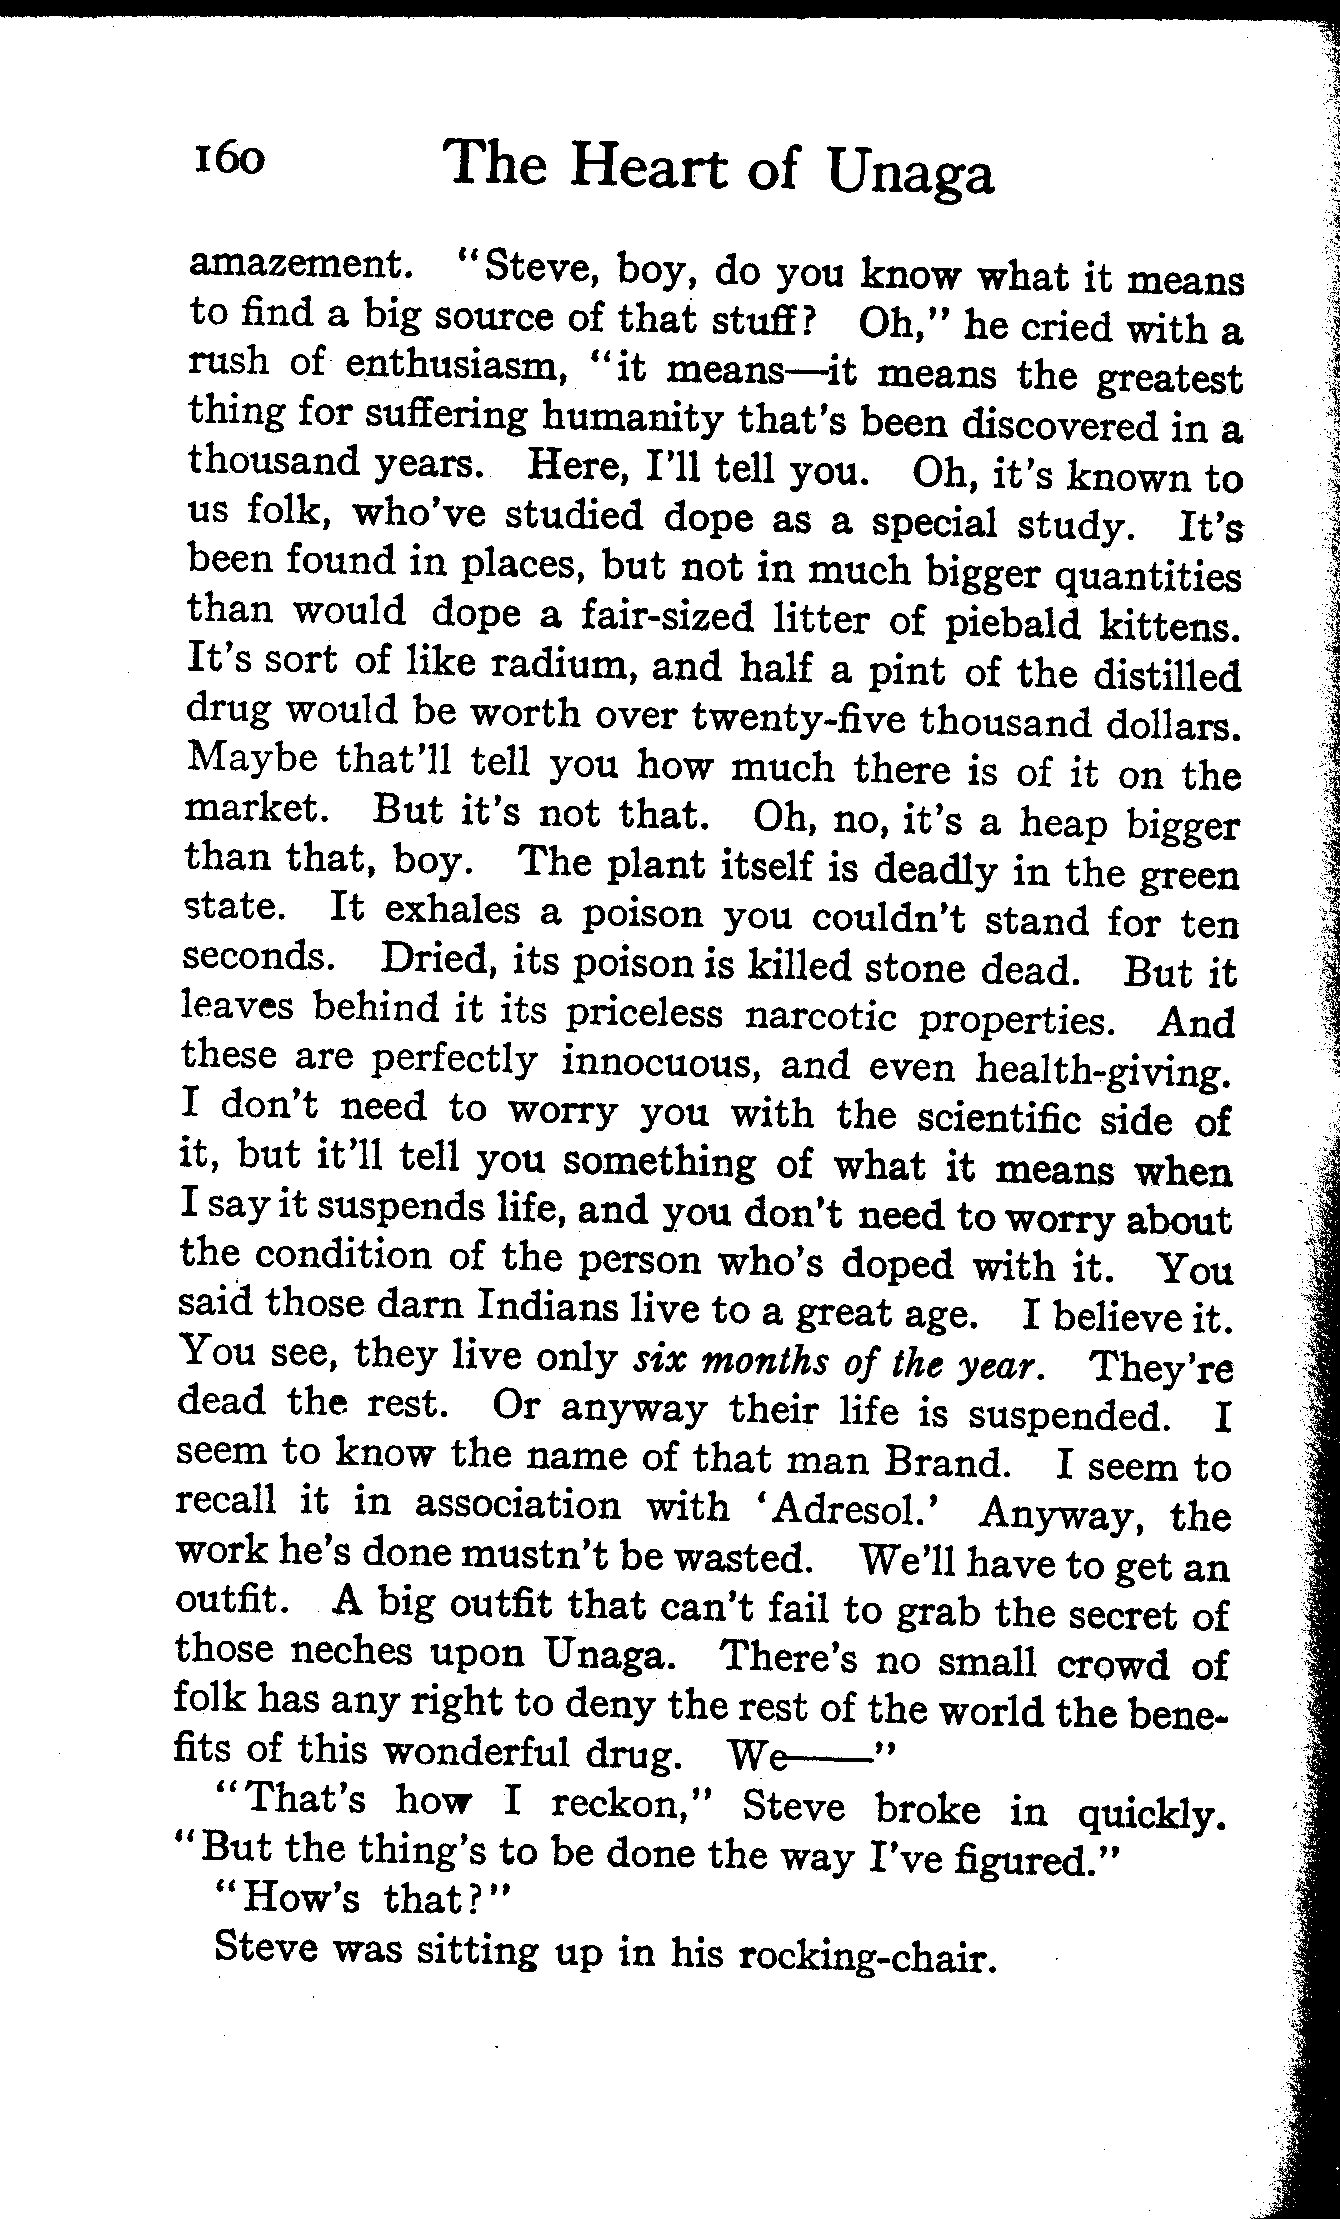 160 The Heart of Unaga
amazement. "Steve, boy, do you know what it means
to find a big source of that stuff? Oh," he cried with a
rush of enthusiasm, "it means—it means the greatest
thing for suffering humanity that's been discovered in a
thousand years. Here, I'll tell you. Oh, it's known to
us folk, who've studied dope as a special study. It's
been found in places, but not in much bigger quantities
than would dope a fair-sized litter of piebald kittens.
It's sort of like radium, and half a pint of the distilled
drug would be worth over twenty-five thousand dollars.
Maybe that'll tell you how much there is of it on the
market. But it's not that. Oh, no, it's a heap bigger
than that, boy. The plant itself is deadly in the green
state. It exhales a poison you couldn't stand for ten
seconds. Dried, its poison is killed stone dead. But it
leaves behind it its priceless narcotic properties. And
these are perfectly innocuous, and even health-giving.
I don't need to worry you with the scientific side of
it, but it'll tell you something of what it means when
I say it suspends life, and you don't need to worry about
the condition of the person who's doped with it. You
said those darn Indians live to a great age. I believe it.
You see, they live only six months of the year. They're
dead the rest. Or anyway their life is suspended. I
seem to know the name of that man Brand. I seem to
recall it in association with 'Adresol.' Anyway, the
work he's done mustn't be wasted. We'll have to get an
outfit. A big outfit that can't fail to grab the secret of
those neches upon Unaga. There's no small crowd of
folk has any right to deny the rest of the world the bene-
fits of this wonderful drug. We——"
"That's how I reckon," Steve broke in quickly.
"But the thing's to be done the way I've figured."
"How's that?"
Steve was sitting up in his rocking-chair.